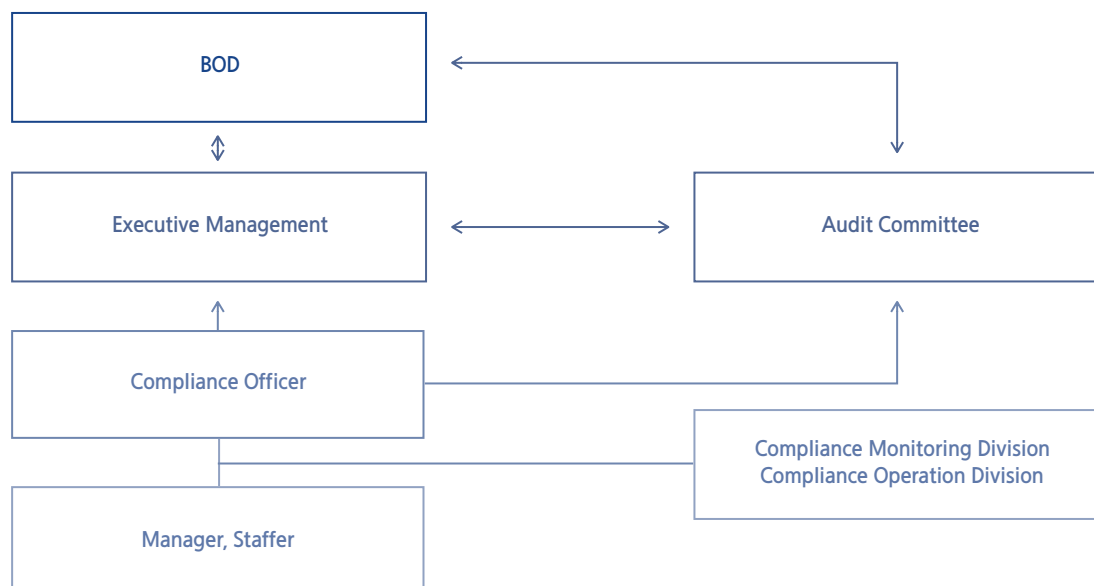 BOD
Executive Management
Audit Committee
Compliance Officer
Compliance Monitoring Division
Compliance Operation Division
Manager, Staffer